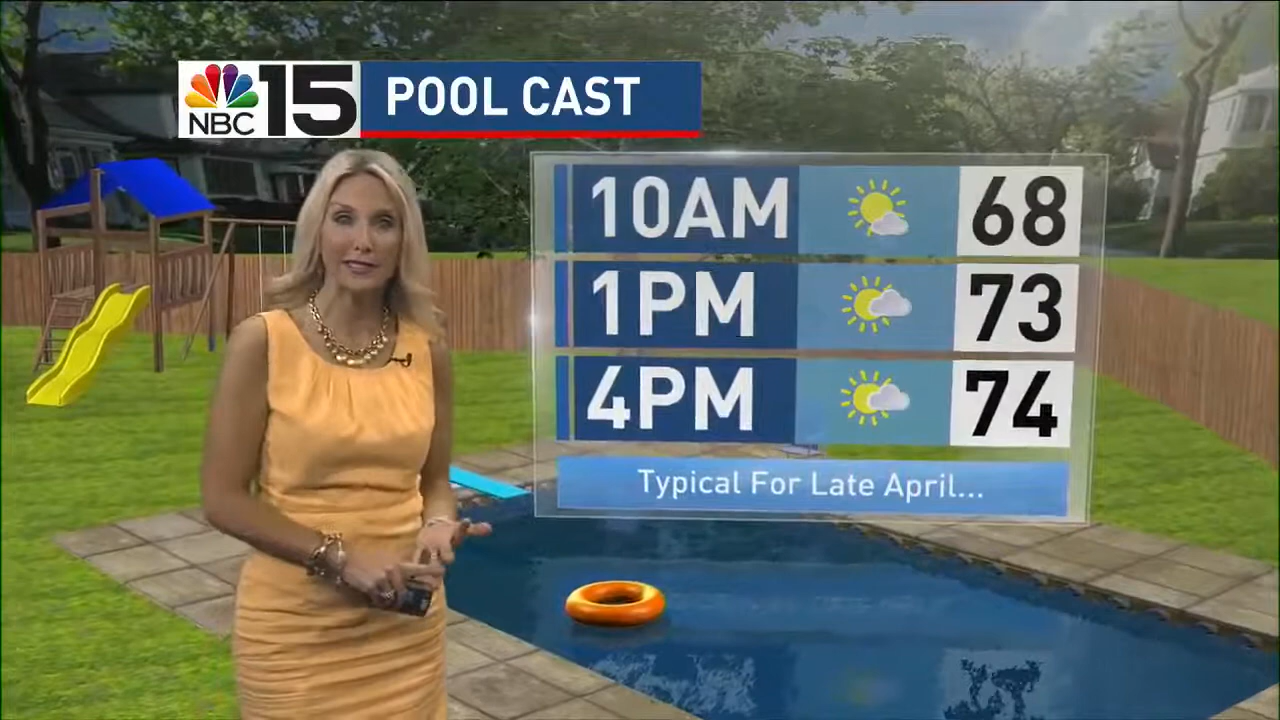 NBC 15 POOL CAST
10AM 68
1PM 73
4PM 74
Typical For Late April...